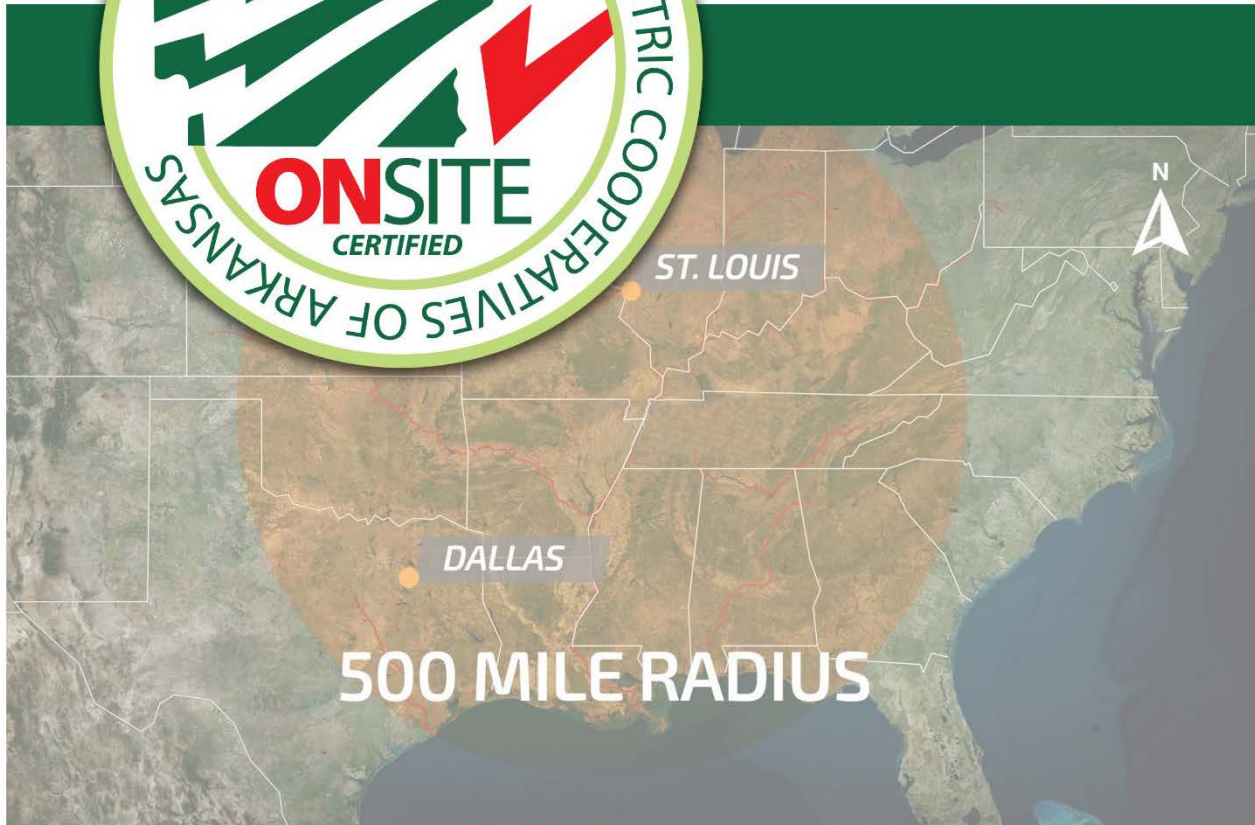 TRIC COOPERATIVES OF ARKANSAS
ONSITE
CERTIFIED
N
ST. LOUIS
DALLAS
500 MILE RADIUS